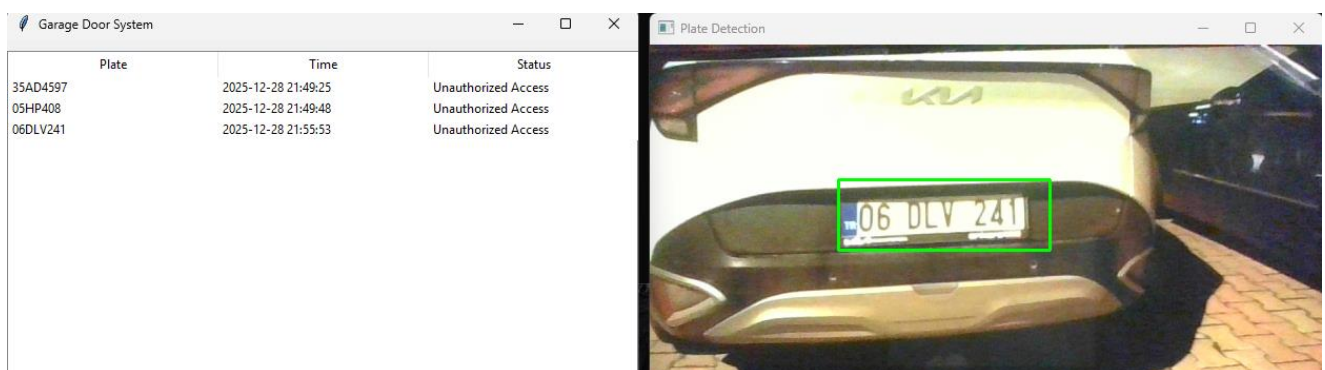 Garage Door System
Plate Time Status
35AD4597 2025-12-28 21:49:25 Unauthorized Access
05HP408 2025-12-28 21:49:48 Unauthorized Access
06DLV241 2025-12-28 21:55:53 Unauthorized Access
Plate Detection
KIA
TR 06 DLV 241